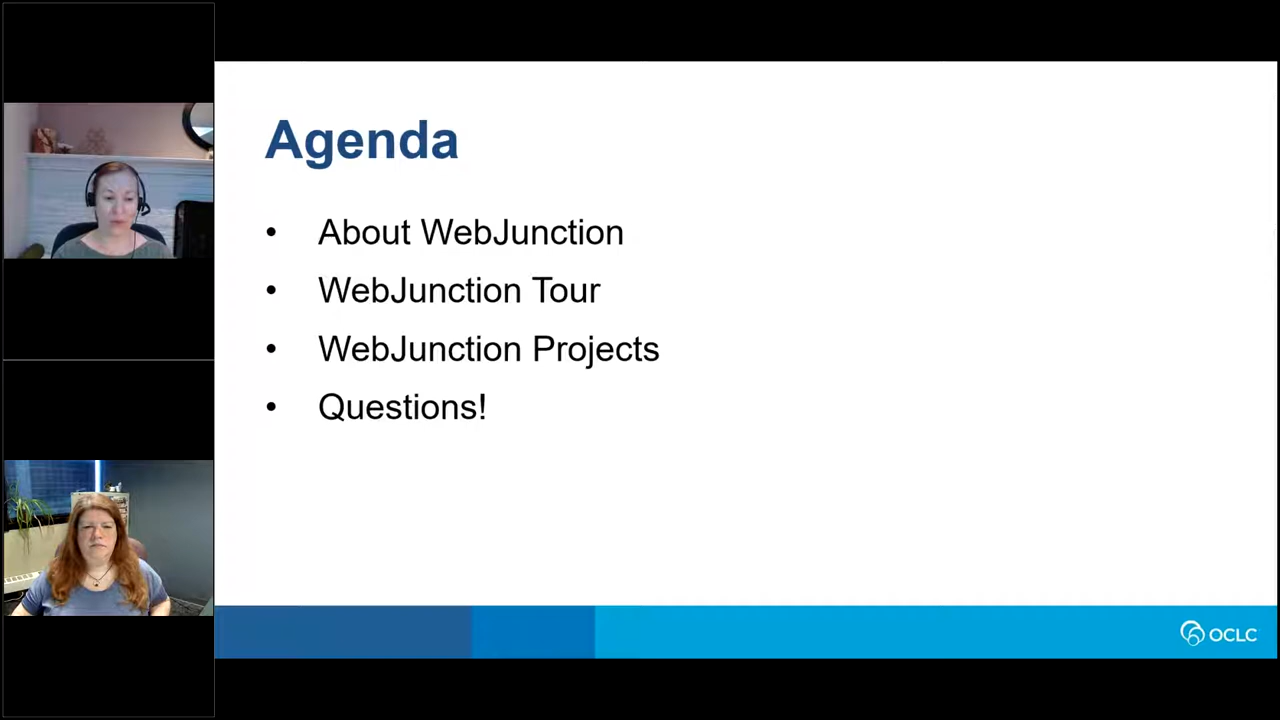 Agenda
• About WebJunction
• WebJunction Tour
• WebJunction Projects
• Questions!
OCLC